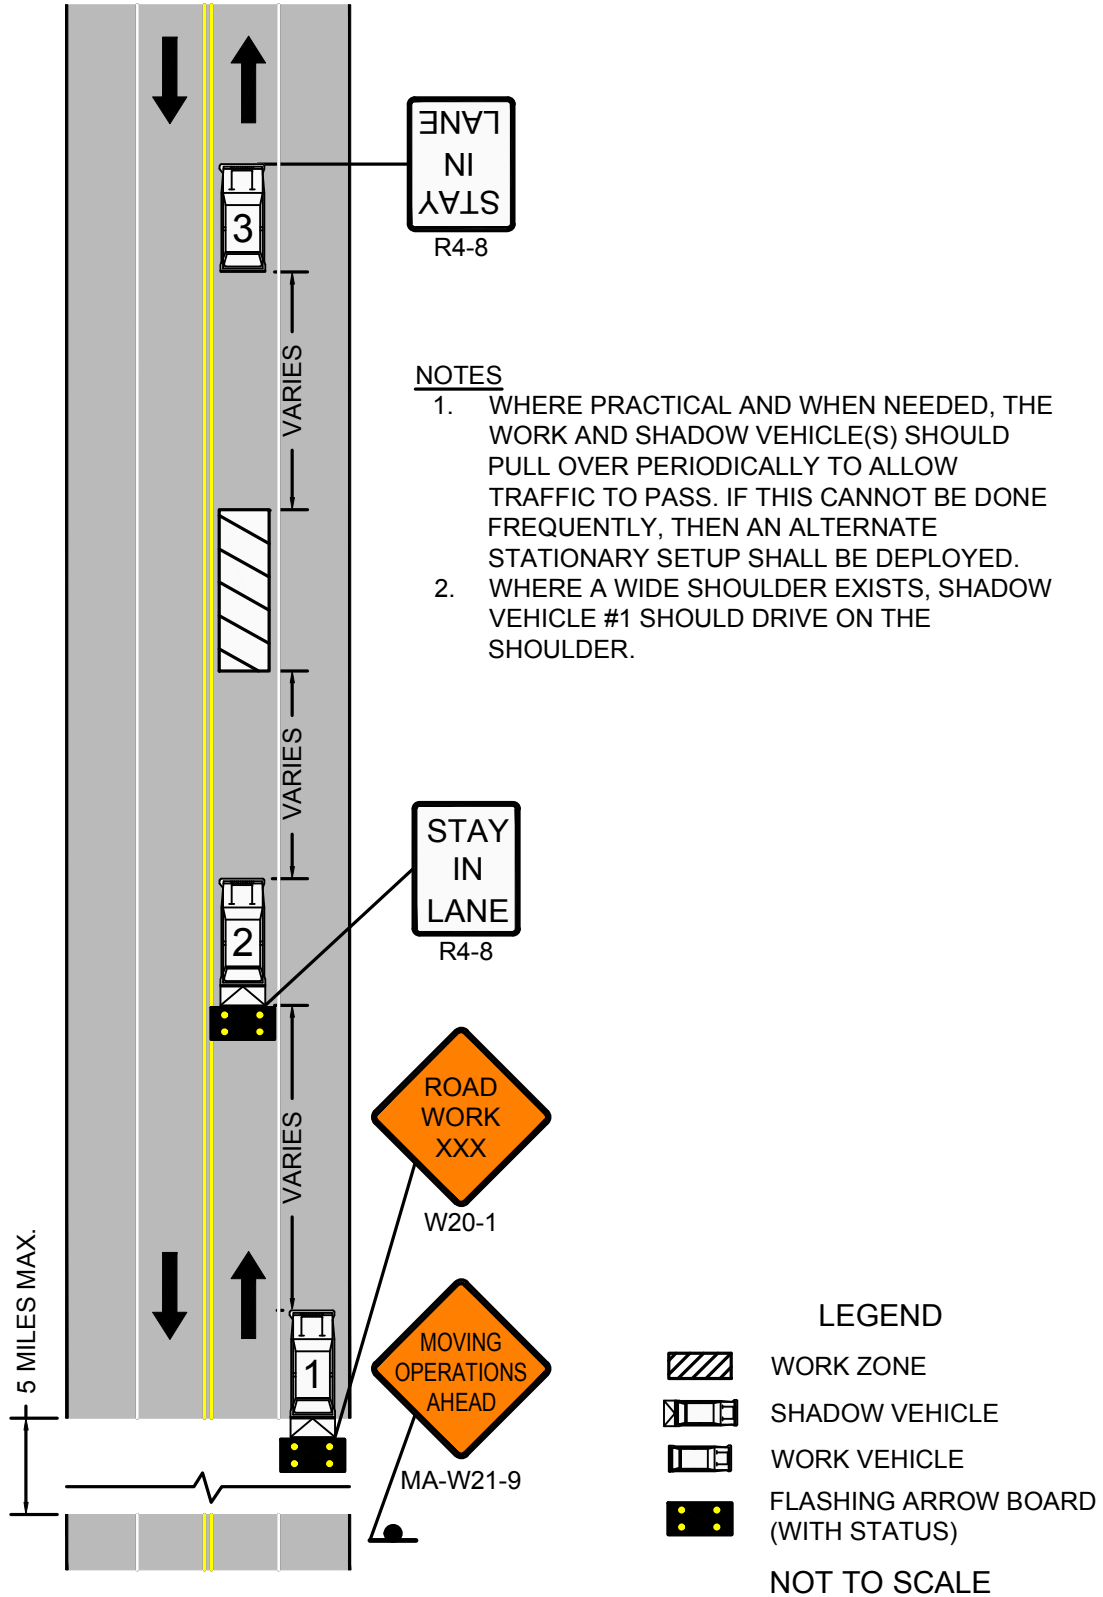 LANE
IN
STAY
R4-8
3
VARIES
NOTES
1. WHERE PRACTICAL AND WHEN NEEDED, THE
WORK AND SHADOW VEHICLE(S) SHOULD
PULL OVER PERIODICALLY TO ALLOW
TRAFFIC TO PASS. IF THIS CANNOT BE DONE
FREQUENTLY, THEN AN ALTERNATE
STATIONARY SETUP SHALL BE DEPLOYED.
2. WHERE A WIDE SHOULDER EXISTS, SHADOW
VEHICLE #1 SHOULD DRIVE ON THE
SHOULDER.
VARIES
STAY
IN
LANE
R4-8
2
ROAD
WORK
XXX
W20-1
VARIES
5 MILES MAX.
1
MOVING
OPERATIONS
AHEAD
MA-W21-9
LEGEND
WORK ZONE
SHADOW VEHICLE
WORK VEHICLE
FLASHING ARROW BOARD
(WITH STATUS)
NOT TO SCALE